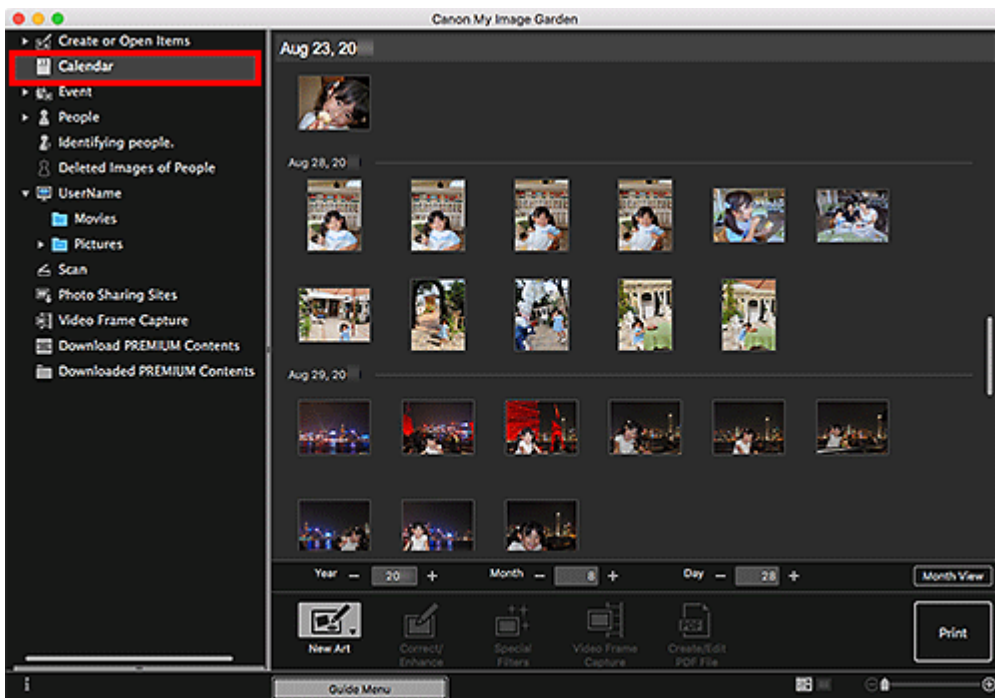 Canon My Image Garden
Create or Open Items
Calendar
Event
People
Identifying people.
Deleted Images of People
UserName
Movies
Pictures
Scan
Photo Sharing Sites
Video Frame Capture
Download PREMIUM Contents
Downloaded PREMIUM Contents
Aug 23, 20
Aug 28, 20
Aug 29, 20
Year − 20 + Month − 8 + Day − 28 + Month View
New Art
Correct/
Enhance
Special
Filters
Video Frame
Capture
PDF
Create/Edit
PDF File
Print
Guide Menu